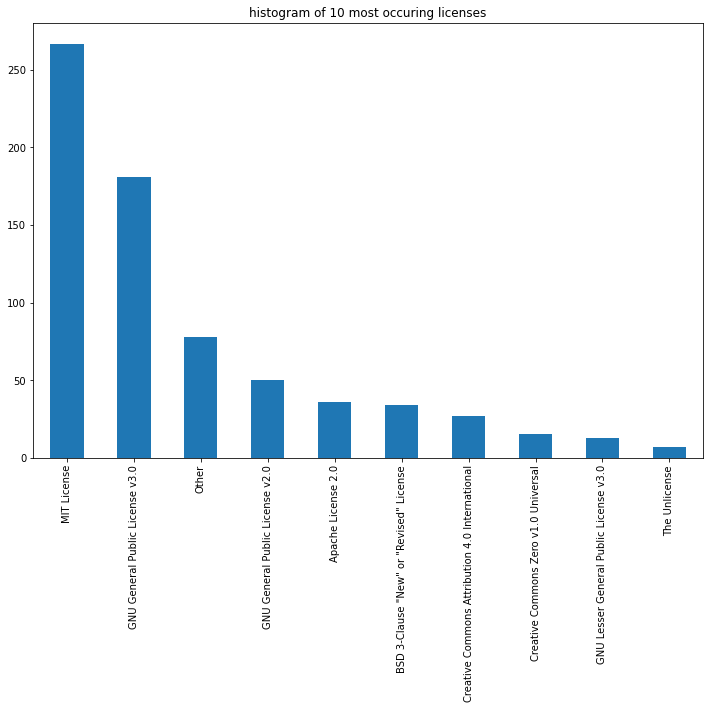 histogram of 10 most occuring licenses
250
200
150
100
50
0
MIT License
GNU General Public License v3.0
Other
GNU General Public License v2.0
Apache License 2.0
BSD 3-Clause "New" or "Revised" License
Creative Commons Attribution 4.0 International
Creative Commons Zero v1.0 Universal
GNU Lesser General Public License v3.0
The Unlicense